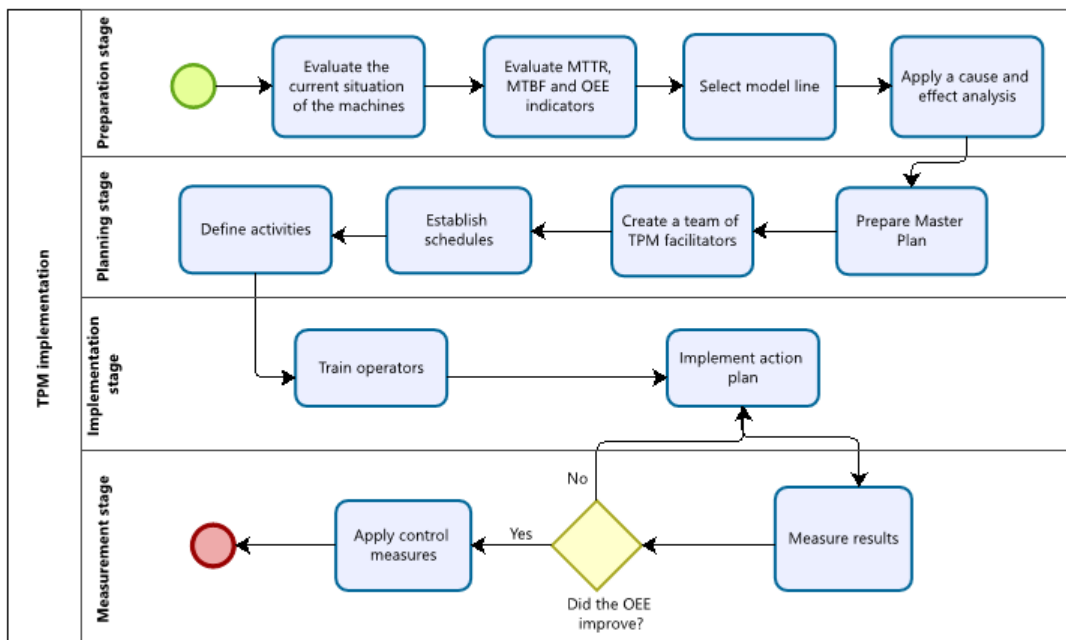 TPM implementation
Preparation stage
Evaluate the
current situation
of the machines
Evaluate MTTR,
MTBF and OEE
indicators
Select model line
Apply a cause and
effect analysis
Planning stage
Define activities
Establish
schedules
Create a team of
TPM facilitators
Prepare Master
Plan
Implementation
stage
Train operators
Implement action
plan
Measurement stage
Apply control
measures
Yes
No
Did the OEE
improve?
Measure results